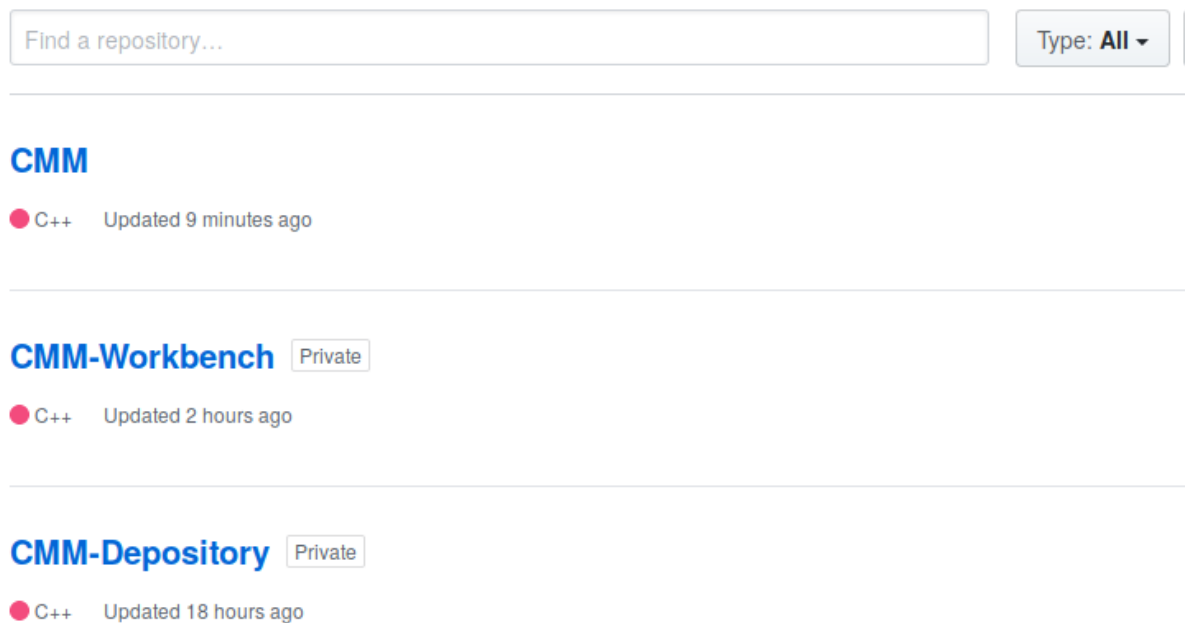 Find a repository…
Type: All
CMM
C++ Updated 9 minutes ago
CMM-Workbench Private
C++ Updated 2 hours ago
CMM-Depository Private
C++ Updated 18 hours ago